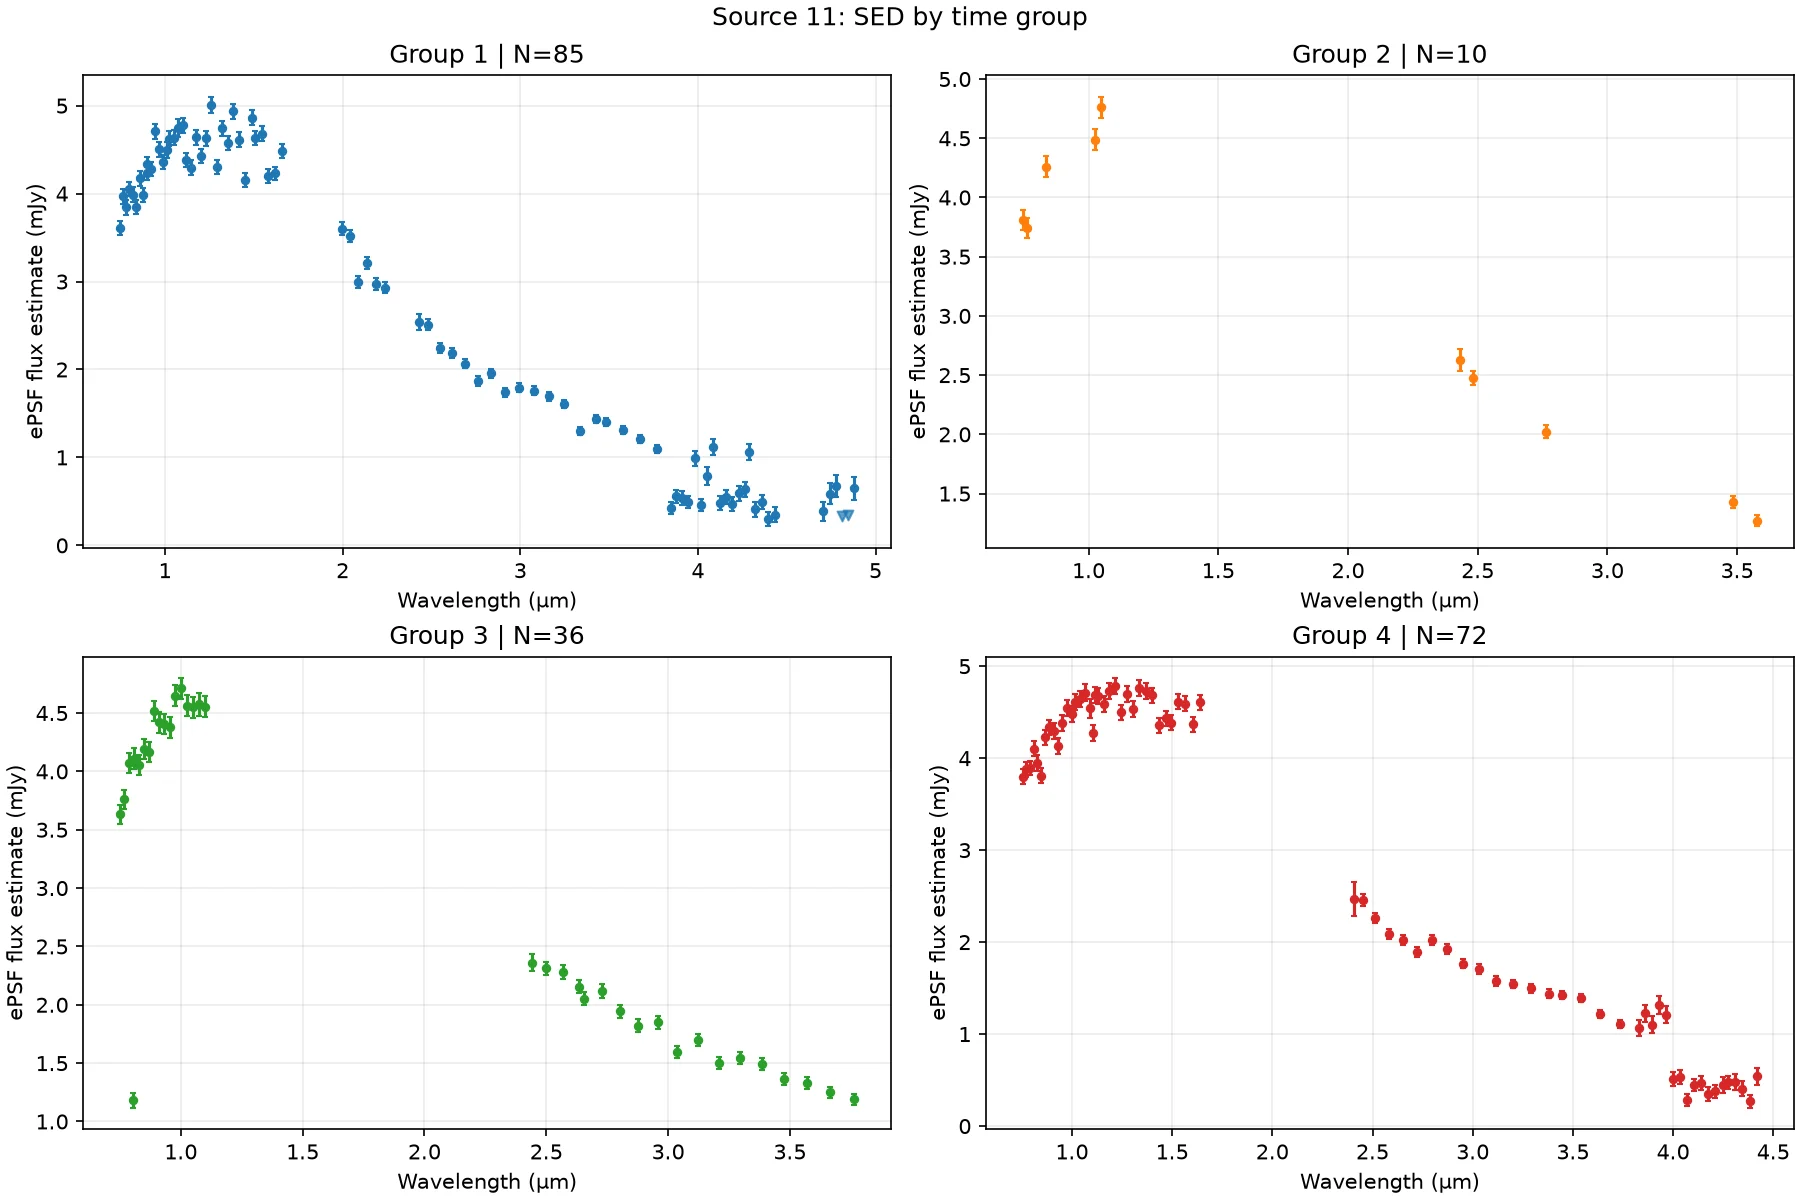 Source 11: SED by time group
Group 1 | N=85
ePSF flux estimate (mJy)
5
4
3
2
1
0
1 2 3 4 5
Wavelength (μm)
Group 2 | N=10
ePSF flux estimate (mJy)
5.0
4.5
4.0
3.5
3.0
2.5
2.0
1.5
1.0 1.5 2.0 2.5 3.0 3.5
Wavelength (μm)
Group 3 | N=36
ePSF flux estimate (mJy)
4.5
4.0
3.5
3.0
2.5
2.0
1.5
1.0
1.0 1.5 2.0 2.5 3.0 3.5
Wavelength (μm)
Group 4 | N=72
ePSF flux estimate (mJy)
5
4
3
2
1
0
1.0 1.5 2.0 2.5 3.0 3.5 4.0 4.5
Wavelength (μm)